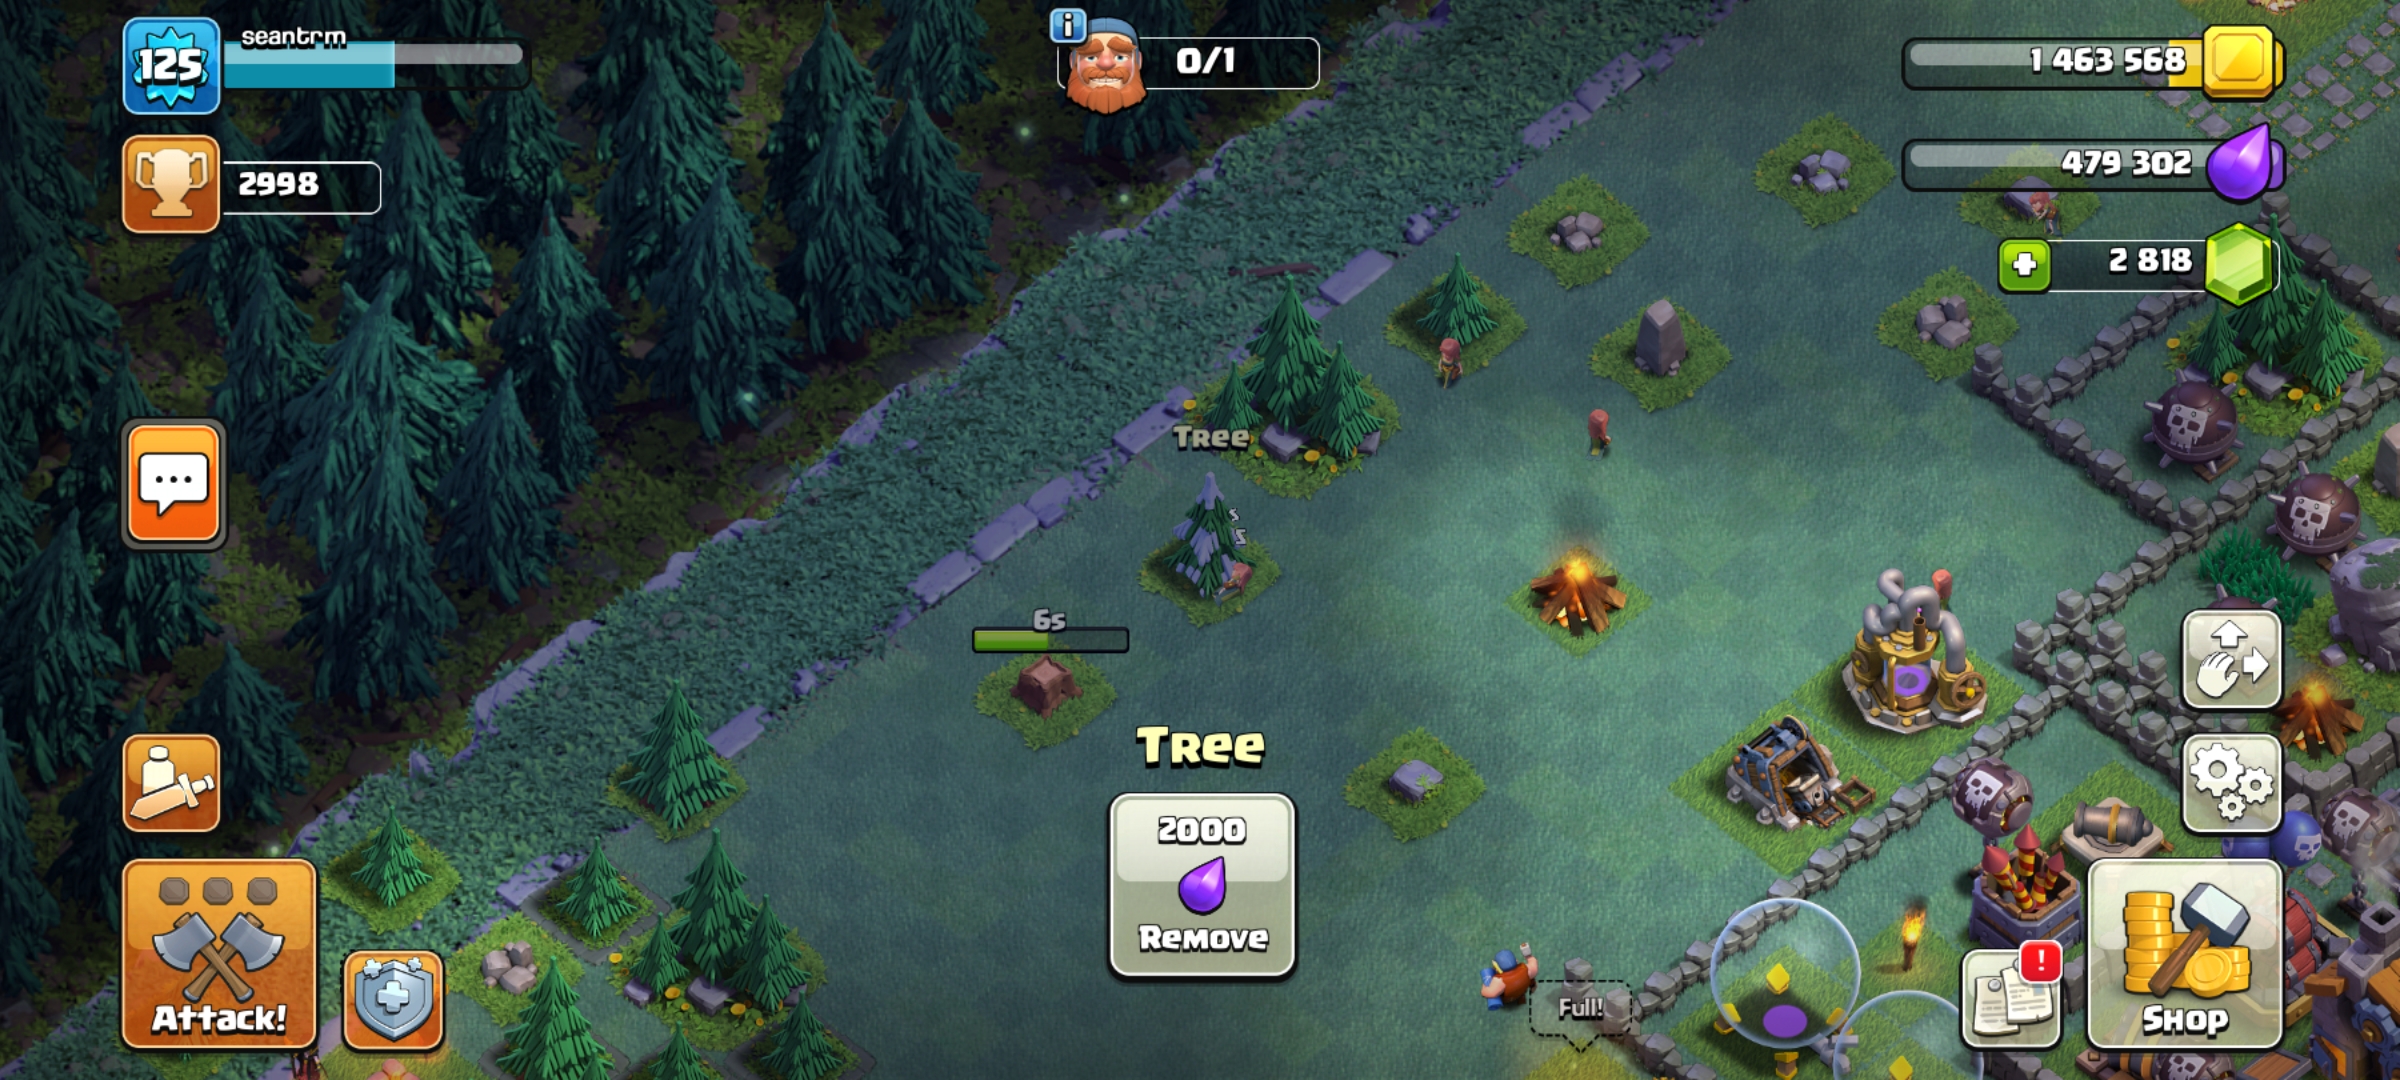 125
seantrm
i
0/1
1 463 568
2998
479 302
2 818
Tree
6s
Tree
2000
Remove
Attack!
Full!
!
Shop